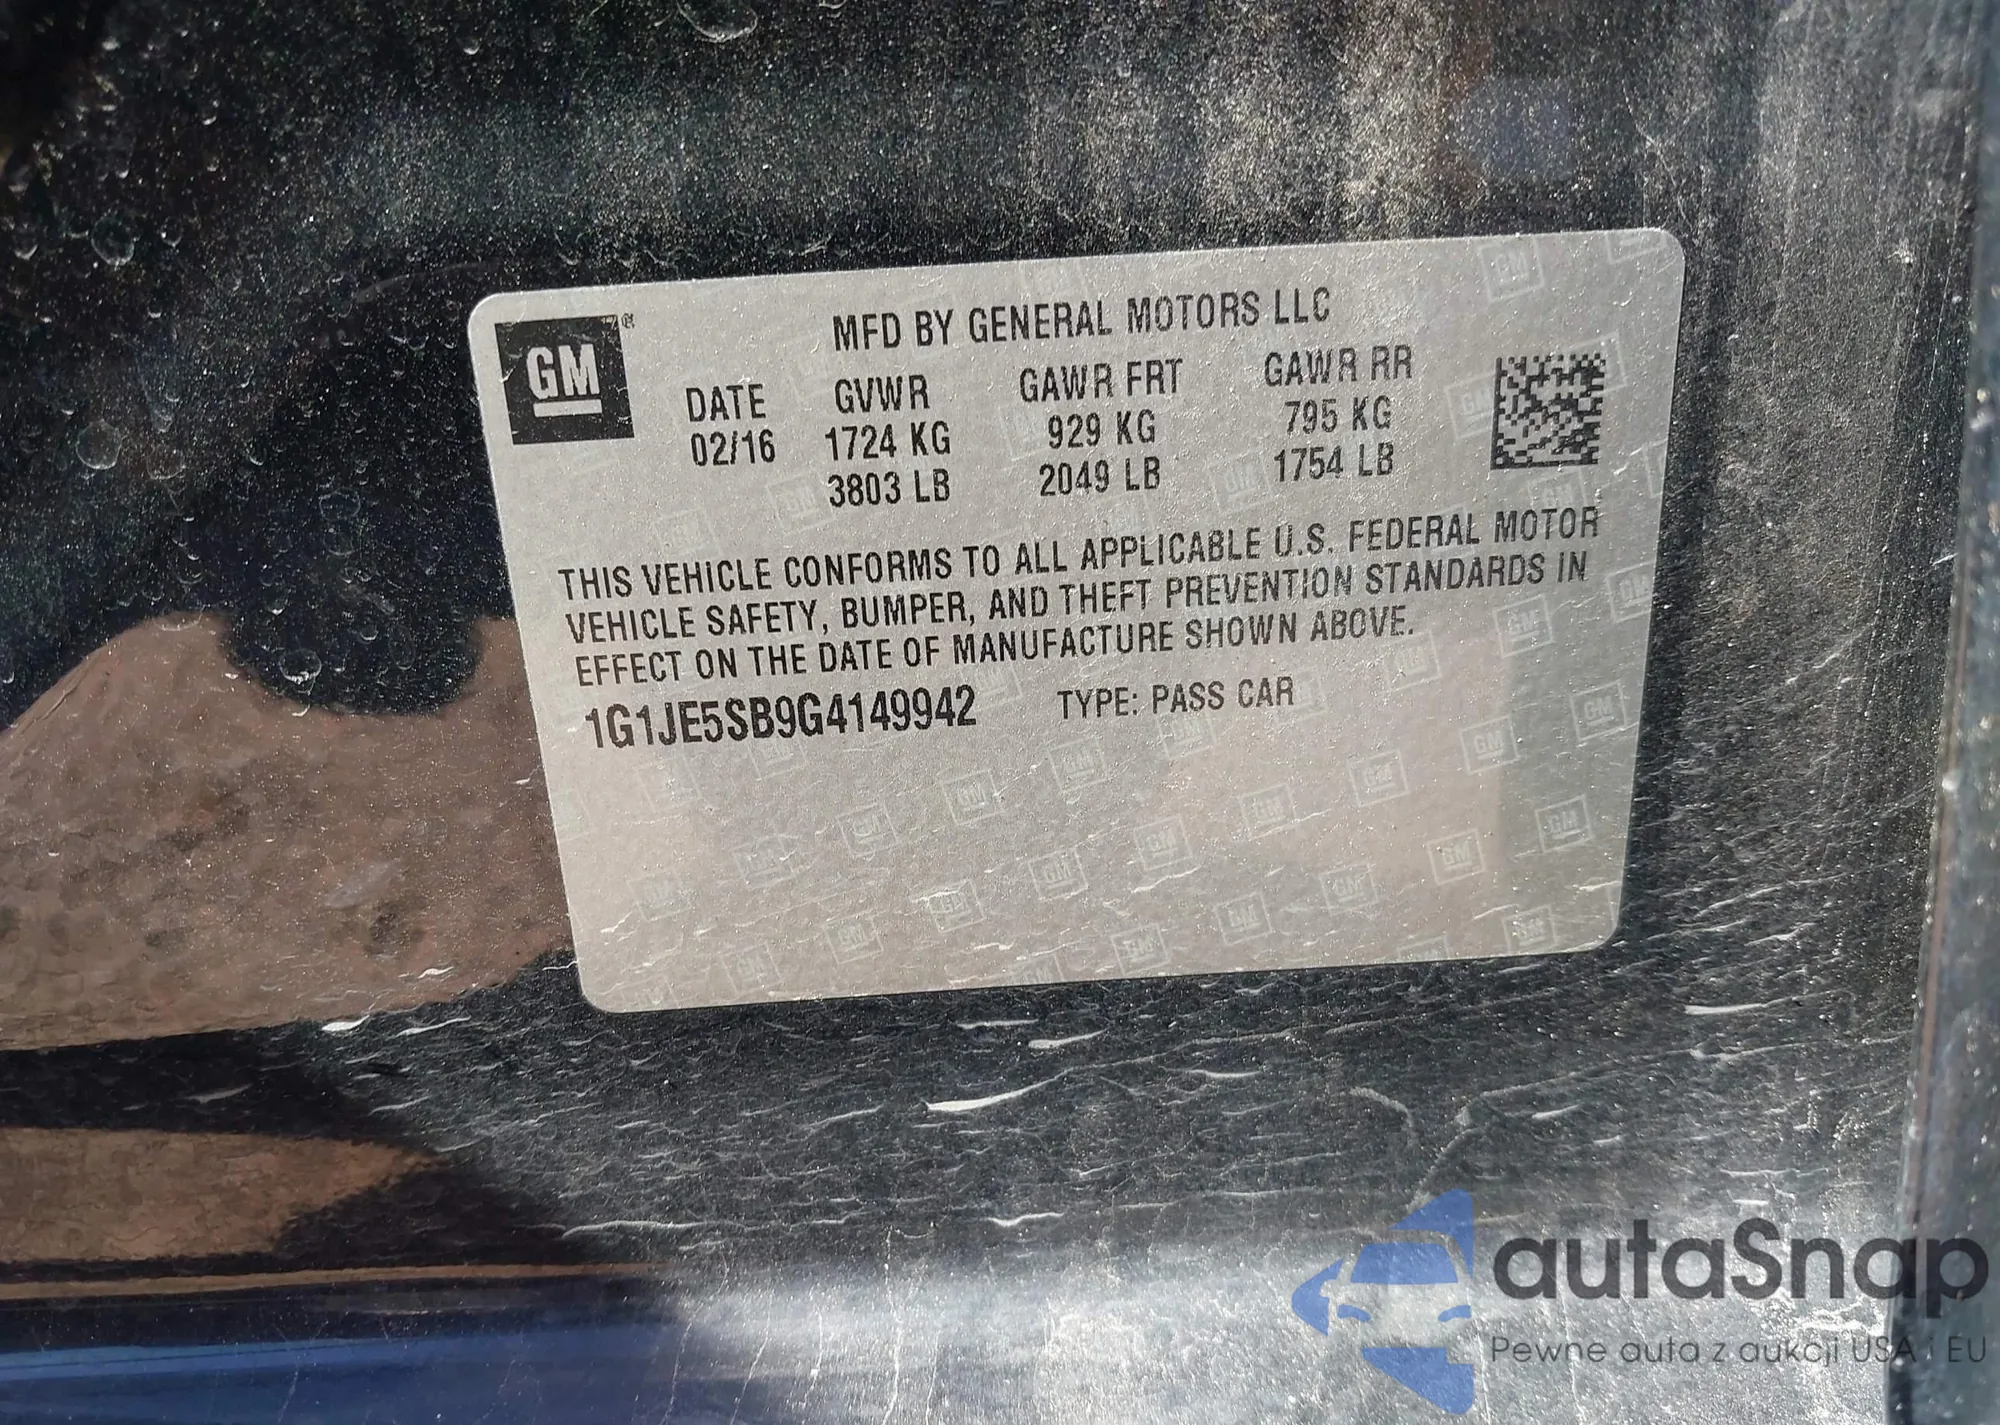 GM ®
MFD BY GENERAL MOTORS LLC
DATE GVWR GAWR FRT GAWR RR
02/16 1724 KG 929 KG 795 KG
3803 LB 2049 LB 1754 LB
THIS VEHICLE CONFORMS TO ALL APPLICABLE U.S. FEDERAL MOTOR
VEHICLE SAFETY, BUMPER, AND THEFT PREVENTION STANDARDS IN
EFFECT ON THE DATE OF MANUFACTURE SHOWN ABOVE.
1G1JE5SB9G4149942 TYPE: PASS CAR
autaSnap
Pewne auta z aukcji USA i EU